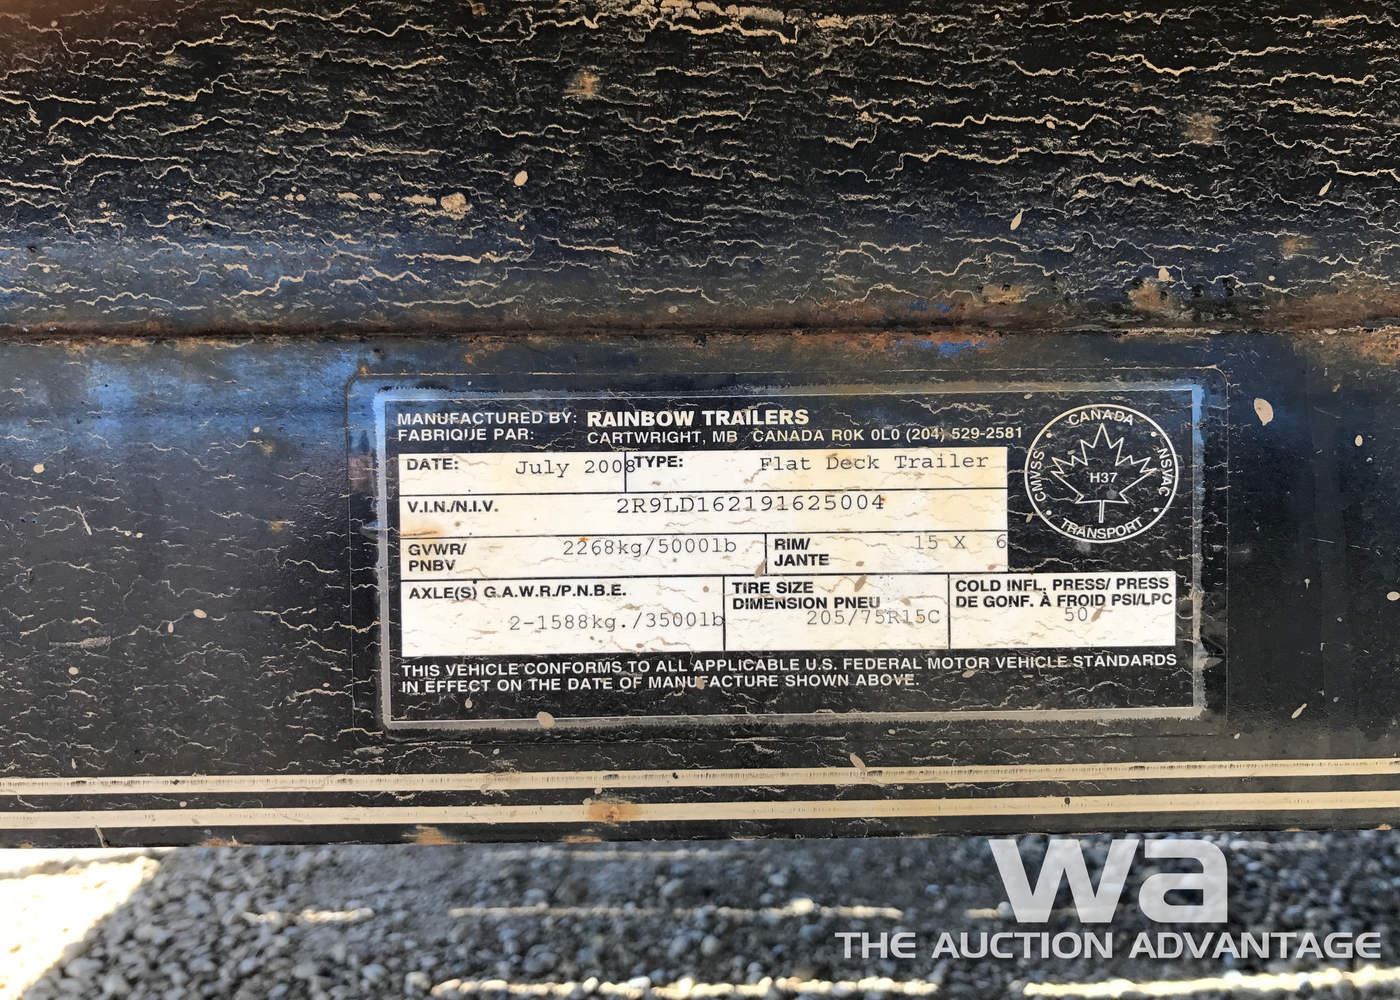 MANUFACTURED BY: RAINBOW TRAILERS
FABRIQUE PAR: CARTWRIGHT, MB CANADA R0K 0L0 (204) 529-2581
CANADA
CMVSS
NSVAC
H37
TRANSPORT
DATE: July 2008 TYPE: Flat Deck Trailer
V.I.N./N.I.V. 2R9LD162191625004
GVWR/ 2268kg/5000lb RIM/ 15 X 6
PNBV JANTE
AXLE(S) G.A.W.R./P.N.B.E. TIRE SIZE COLD INFL. PRESS/ PRESS
DIMENSION PNEU DE GONF. À FROID PSI/LPC
2-1588kg./3500lb 205/75R15C 50
THIS VEHICLE CONFORMS TO ALL APPLICABLE U.S. FEDERAL MOTOR VEHICLE STANDARDS
IN EFFECT ON THE DATE OF MANUFACTURE SHOWN ABOVE.
wa
THE AUCTION ADVANTAGE